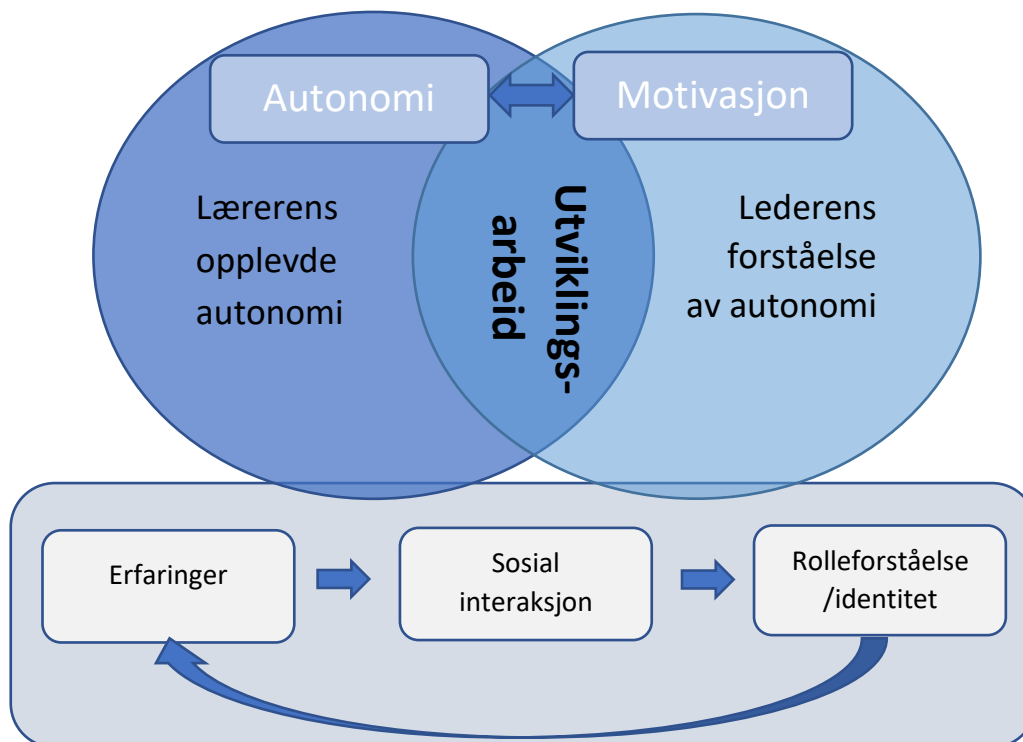 Autonomi
Motivasjon
Lærerens
opplevde
autonomi
Utviklings-
arbeid
Lederens
forståelse
av autonomi
Erfaringer
Sosial
interaksjon
Rolleforståelse
/identitet